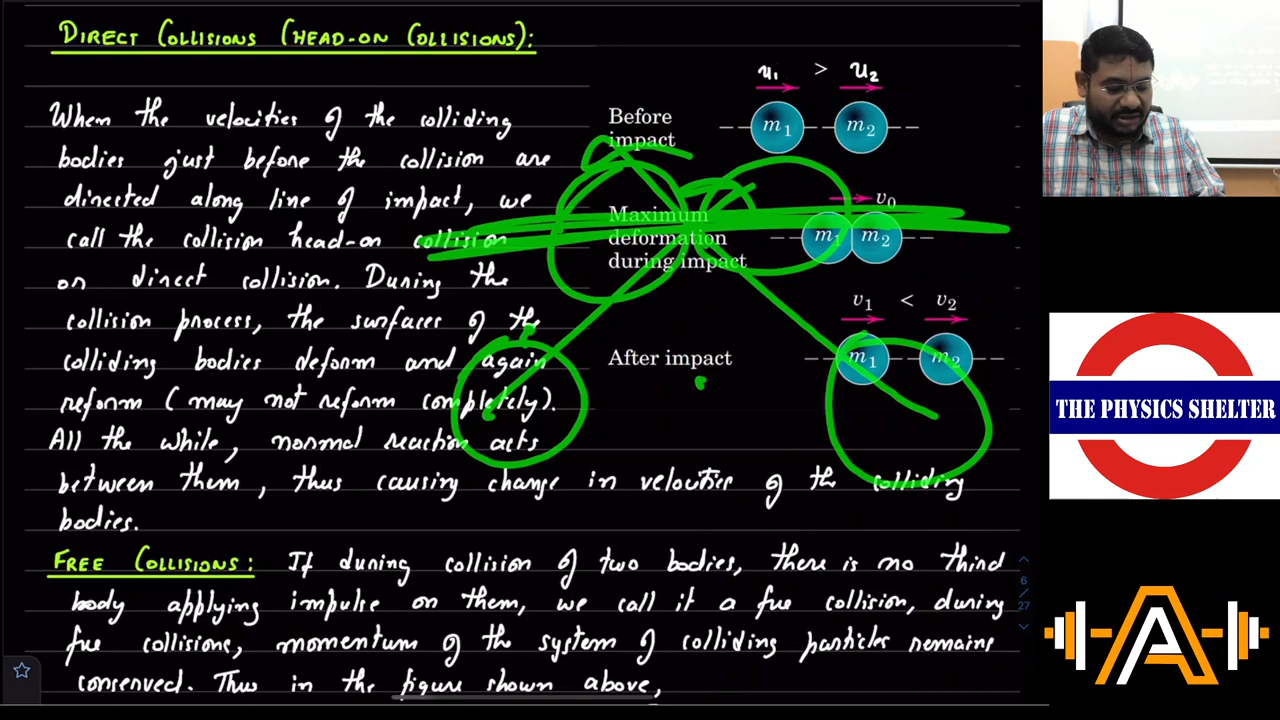 DIRECT COLLISIONS (HEAD-ON COLLISIONS):
When the velocities of the colliding
bodies just before the collision are
directed along line of impact, we
call the collision head-on collision
or direct collision. During the
collision process, the surfaces of the
colliding bodies deform and again
reform (may not reform completely).
All the while, normal reaction acts
between them, thus causing change in velocities of the colliding
bodies.
u₁ > u₂
Before
impact
m₁ m₂
v₀
Maximum
deformation
during impact
m₁ m₂
v₁ < v₂
After impact
m₁ m₂
FREE COLLISIONS: If during collision of two bodies, there is no third
body applying impulse on them, we call it a free collision, during
free collisions, momentum of the system of colliding particles remains
conserved. Thus in the figure shown above,
6
/
27
THE PHYSICS SHELTER
A